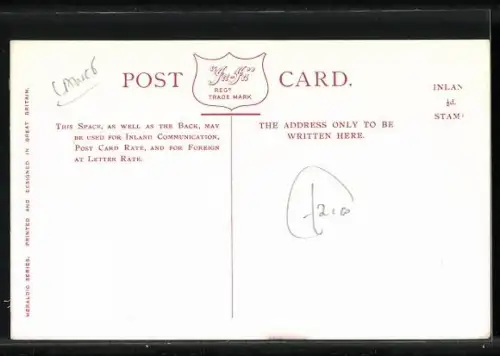 POST CARD.
"Ja-Ja"
REGT
TRADE MARK
INLAN
½d.
STAM
THIS SPACE, AS WELL AS THE BACK, MAY
BE USED FOR INLAND COMMUNICATION,
POST CARD RATE, AND FOR FOREIGN
AT LETTER RATE.
THE ADDRESS ONLY TO BE
WRITTEN HERE.
HERALDIC SERIES. PRINTED AND DESIGNED IN GREAT BRITAIN.